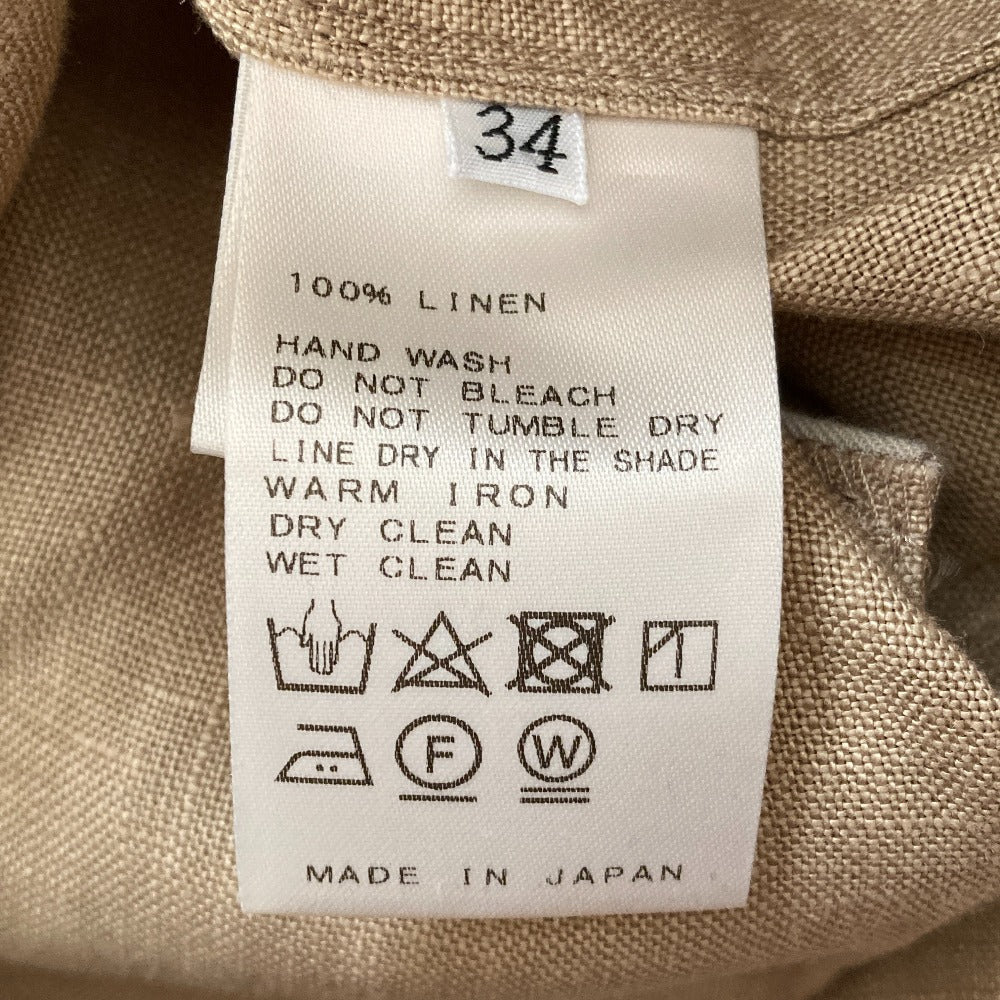 34
100% LINEN
HAND WASH
DO NOT BLEACH
DO NOT TUMBLE DRY
LINE DRY IN THE SHADE
WARM IRON
DRY CLEAN
WET CLEAN
F W
MADE IN JAPAN